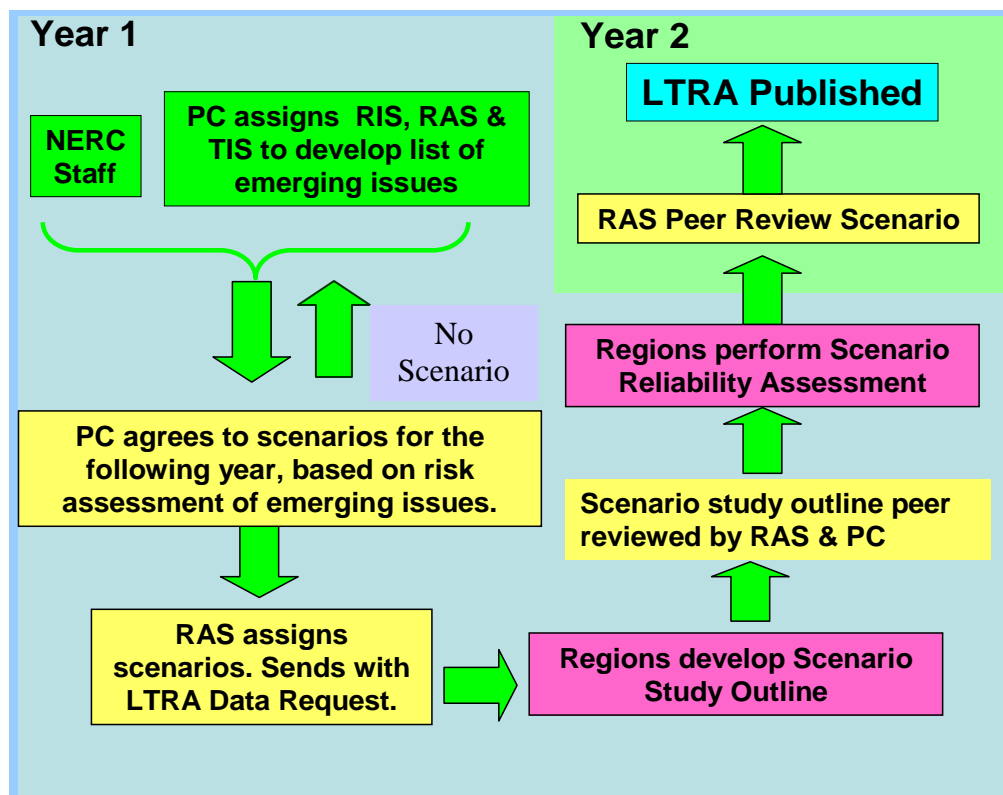 Year 1
NERC
Staff
PC assigns RIS, RAS &
TIS to develop list of
emerging issues
No
Scenario
PC agrees to scenarios for the
following year, based on risk
assessment of emerging issues.
RAS assigns
scenarios. Sends with
LTRA Data Request.
Regions develop Scenario
Study Outline
Scenario study outline peer
reviewed by RAS & PC
Regions perform Scenario
Reliability Assessment
Year 2
RAS Peer Review Scenario
LTRA Published